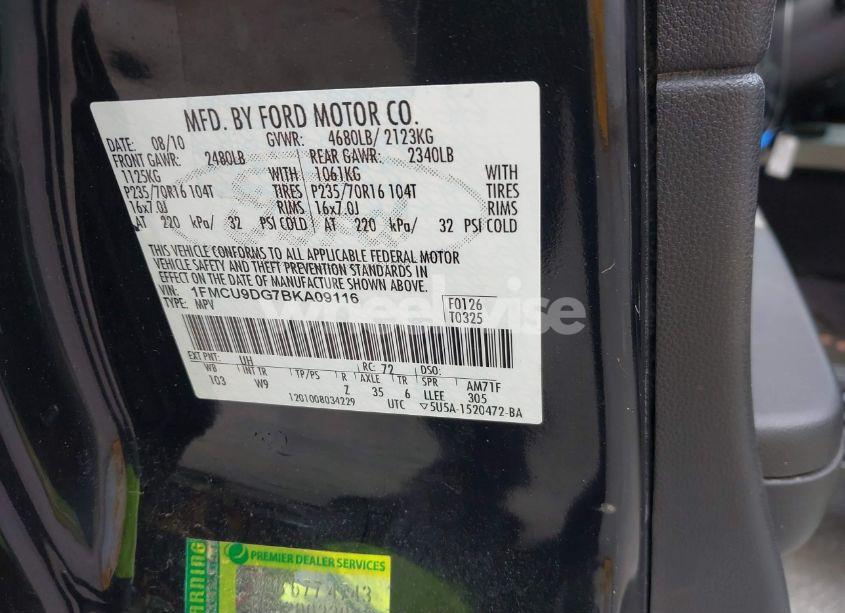 MFD. BY FORD MOTOR CO.
DATE: 08/10 GVWR: 4680LB/ 2123KG
FRONT GAWR: 2480LB REAR GAWR: 2340LB
1125KG WITH 1061KG WITH
P235/70R16 104T TIRES P235/70R16 104T TIRES
16x7.0J RIMS 16x7.0J RIMS
AT 220 kPa/ 32 PSI COLD AT 220 kPa/ 32 PSI COLD
THIS VEHICLE CONFORMS TO ALL APPLICABLE FEDERAL MOTOR
VEHICLE SAFETY AND THEFT PREVENTION STANDARDS IN
EFFECT ON THE DATE OF MANUFACTURE SHOWN ABOVE.
VIN: 1FMCU9DG7BKA09116 F0126
TYPE: MPV T0325
wheelwise
EXT PNT: UH RC: 72 DSO:
WB INT TR TP/PS R AXLE TR SPR AM71F
103 W9 Z 35 6 LLEE 305
1201008034229 UTC ▽5U5A-1520472-BA
PREMIER DEALER SERVICES